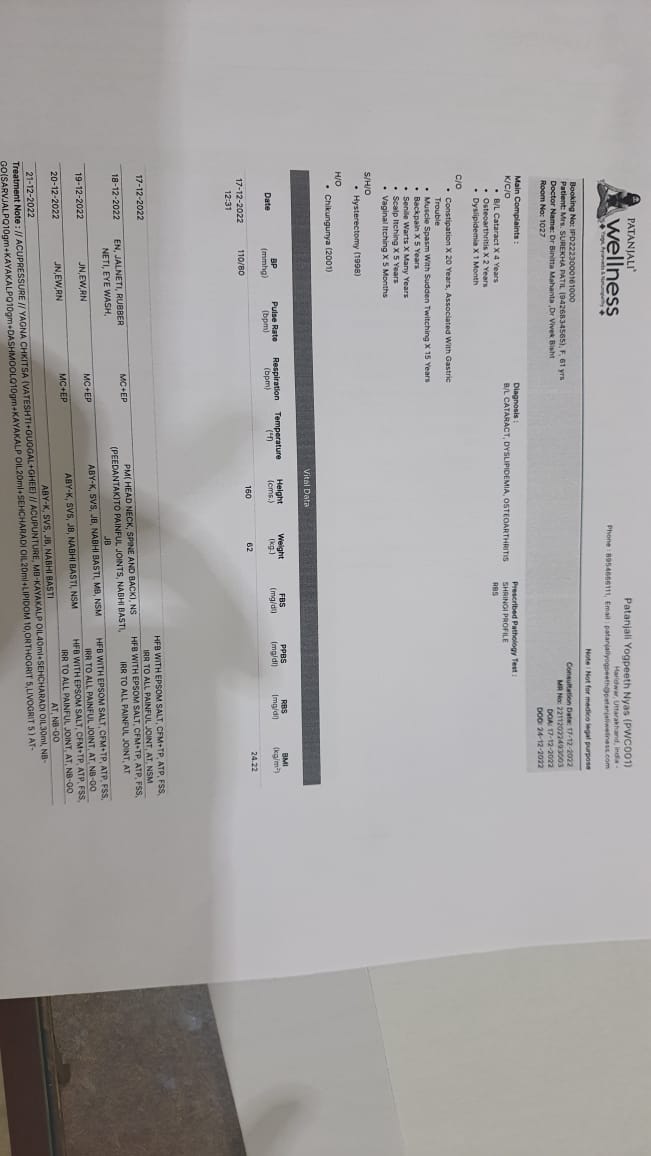 PATANJALI
wellness
Yoga, Ayurveda & Naturopathy
Patanjali Yogpeeth Nyas (PWC001)
Haridwar, Uttarakhand, India -
Phone : 8954666111, Email : patanjaliyogpeeth@patanjaliwellness.com
Note : Not for medico legal purpose
Booking No: IPD2223000161000
Patient: Mrs. SUREKHA PATIL (9426834565), F, 61 yrs
Doctor Name: Dr Binitta Mahanta ,Dr Vivek Bisht
Room No: 1027
Consultation Date: 17-12-2022
MR No: 22112022493003
DOA: 17-12-2022
DOD: 24-12-2022
Main Complaints :
K/C/O
• B/L Cataract X 4 Years
• Osteoarthritis X 2 Years
• Dyslipidemia X 1 Month
C/O
• Constipation X 20 Years, Associated With Gastric
Trouble
• Muscle Spasm With Sudden Twitching X 15 Years
• Backpain X 5 Years
• Senile Warts X Many Years
• Scalp Itching X 5 Years
• Vaginal Itching X 5 Months
S/H/O
• Hysterectomy (1998)
H/O
• Chikungunya (2001)
Diagnosis :
B/L CATARACT, DYSLIPIDEMIA, OSTEOARTHRITIS
Prescribed Pathology Test :
SHRINGI PROFILE
RBS
Vital Data
Date BP (mmhg) Pulse Rate (bpm) Respiration (bpm) Temperature (°f) Height (cms.) Weight (kg.) FBS (mg/dl) PPBS (mg/dl) RBS (mg/dl) BMI (kg/m²)
17-12-2022 110/80 160 62 24.22
12:31
17-12-2022 HFB WITH EPSOM SALT, CFM+TP, ATP, FSS,
IRR TO ALL PAINFUL JOINT, AT, NSM
18-12-2022 EN, JALNETI, RUBBER NETI, EYE WASH, MC+EP PM( HEAD NECK, SPINE AND BACK), NS (PEEDANTAK)TO PAINFUL JOINTS, NABHI BASTI, JB HFB WITH EPSOM SALT, CFM+TP, ATP, FSS,
IRR TO ALL PAINFUL JOINT, AT
19-12-2022 JN,EW,RN MC+EP ABY-K, SVS, JB, NABHI BASTI, MB, NSM HFB WITH EPSOM SALT, CFM+TP, ATP, FSS,
IRR TO ALL PAINFUL JOINT, AT, NB-GO
20-12-2022 JN,EW,RN MC+EP ABY-K, SVS, JB, NABHI BASTI, NSM HFB WITH EPSOM SALT, CFM+TP, ATP, FSS,
IRR TO ALL PAINFUL JOINT, AT, NB-GO
21-12-2022 ABY-K, SVS, JB, NABHI BASTI AT, NB-GO
Treatment Note : // ACUPRESSURE // YAGNA CHKITSA (VATESHTI+GUGGAL+GHEE) // ACUPUNTURE, MB-KAYAKALP OIL40ml+SEHCHARADI OIL30ml, NB-
GO(SARVJALPQ10gm+KAYAKALPQ10gm+DASHMOOLQ10gm+KAYAKALP OIL20ml+SEHCHARADI OIL20ml+LIPIDOM 10,ORTHOGRIT 5,LIVOGRIT 5 ) AT-